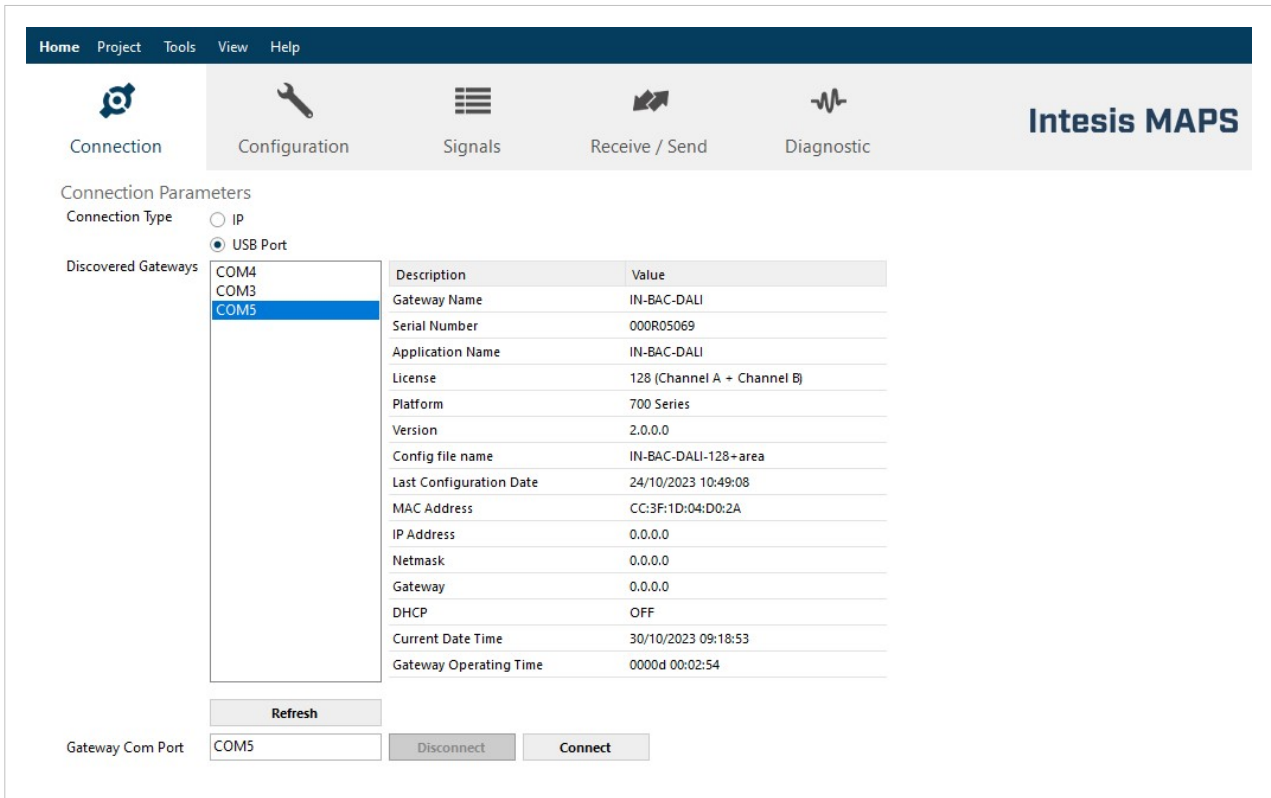 Home Project Tools View Help
Connection Configuration Signals Receive / Send Diagnostic
Intesis MAPS
Connection Parameters
Connection Type
IP
USB Port
Discovered Gateways
COM4
COM3
COM5
Description Value
Gateway Name IN-BAC-DALI
Serial Number 000R05069
Application Name IN-BAC-DALI
License 128 (Channel A + Channel B)
Platform 700 Series
Version 2.0.0.0
Config file name IN-BAC-DALI-128+area
Last Configuration Date 24/10/2023 10:49:08
MAC Address CC:3F:1D:04:D0:2A
IP Address 0.0.0.0
Netmask 0.0.0.0
Gateway 0.0.0.0
DHCP OFF
Current Date Time 30/10/2023 09:18:53
Gateway Operating Time 0000d 00:02:54
Refresh
Gateway Com Port COM5 Disconnect Connect